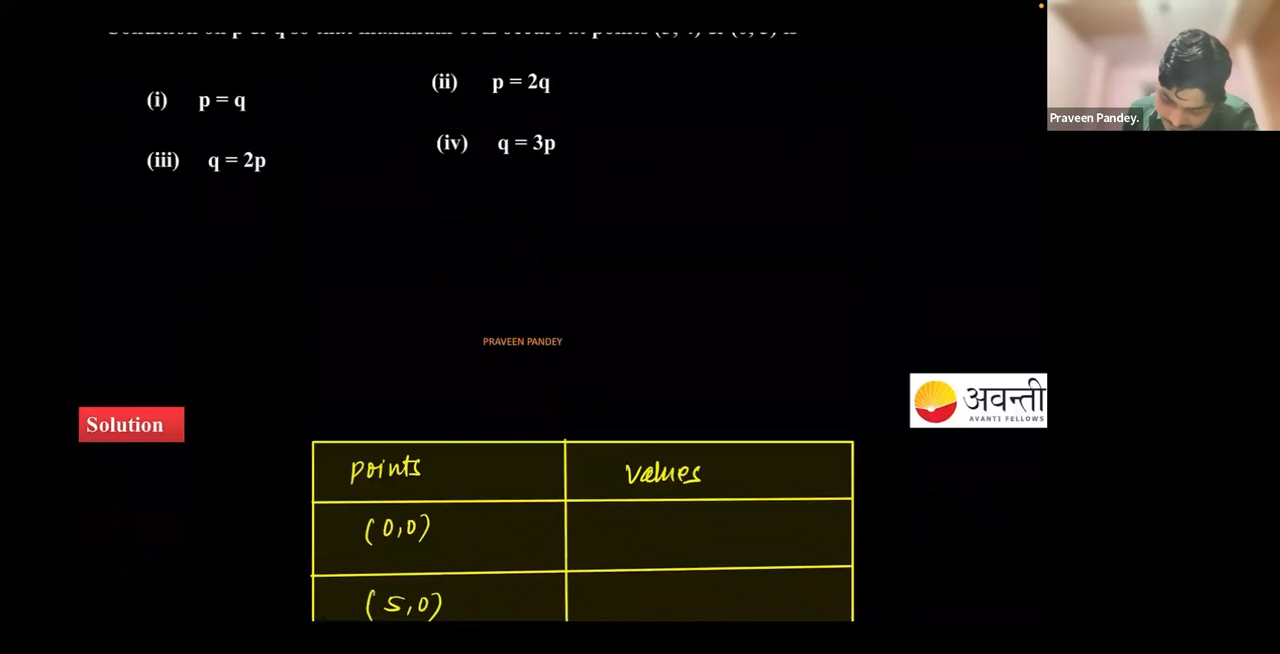 Praveen Pandey.
(i) p = q
(ii) p = 2q
(iii) q = 2p
(iv) q = 3p
PRAVEEN PANDEY
अवन्ती
AVANTI FELLOWS
Solution
points values
(0,0)
(5,0)